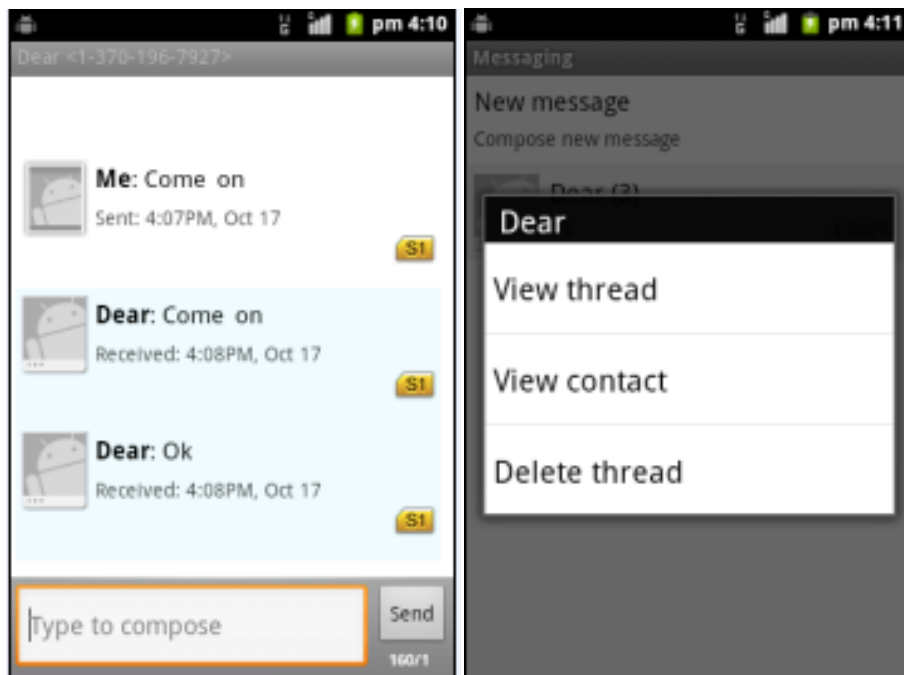 pm 4:10
Dear <1-370-196-7927>
Me: Come on
Sent: 4:07PM, Oct 17
S1
Dear: Come on
Received: 4:08PM, Oct 17
S1
Dear: Ok
Received: 4:08PM, Oct 17
S1
Type to compose
Send
160/1
pm 4:11
Messaging
New message
Compose new message
Dear (3)
Dear
View thread
View contact
Delete thread